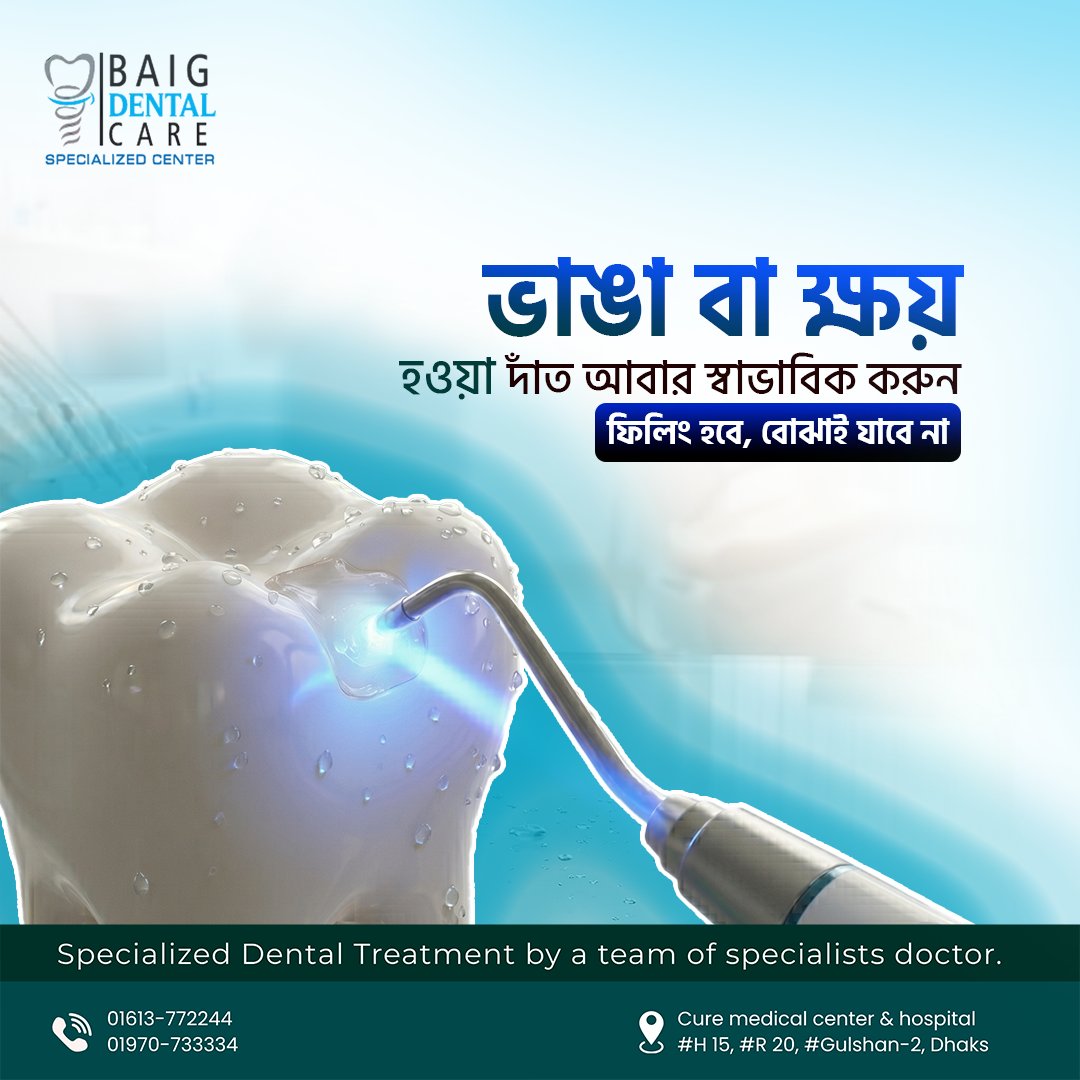 BAIG
DENTAL
CARE
SPECIALIZED CENTER
ভাঙা বা ক্ষয়
হওয়া দাঁত আবার স্বাভাবিক করুন
ফিলিং হবে, বোঝাই যাবে না
Specialized Dental Treatment by a team of specialists doctor.
01613-772244
01970-733334
Cure medical center & hospital
#H 15, #R 20, #Gulshan-2, Dhaks